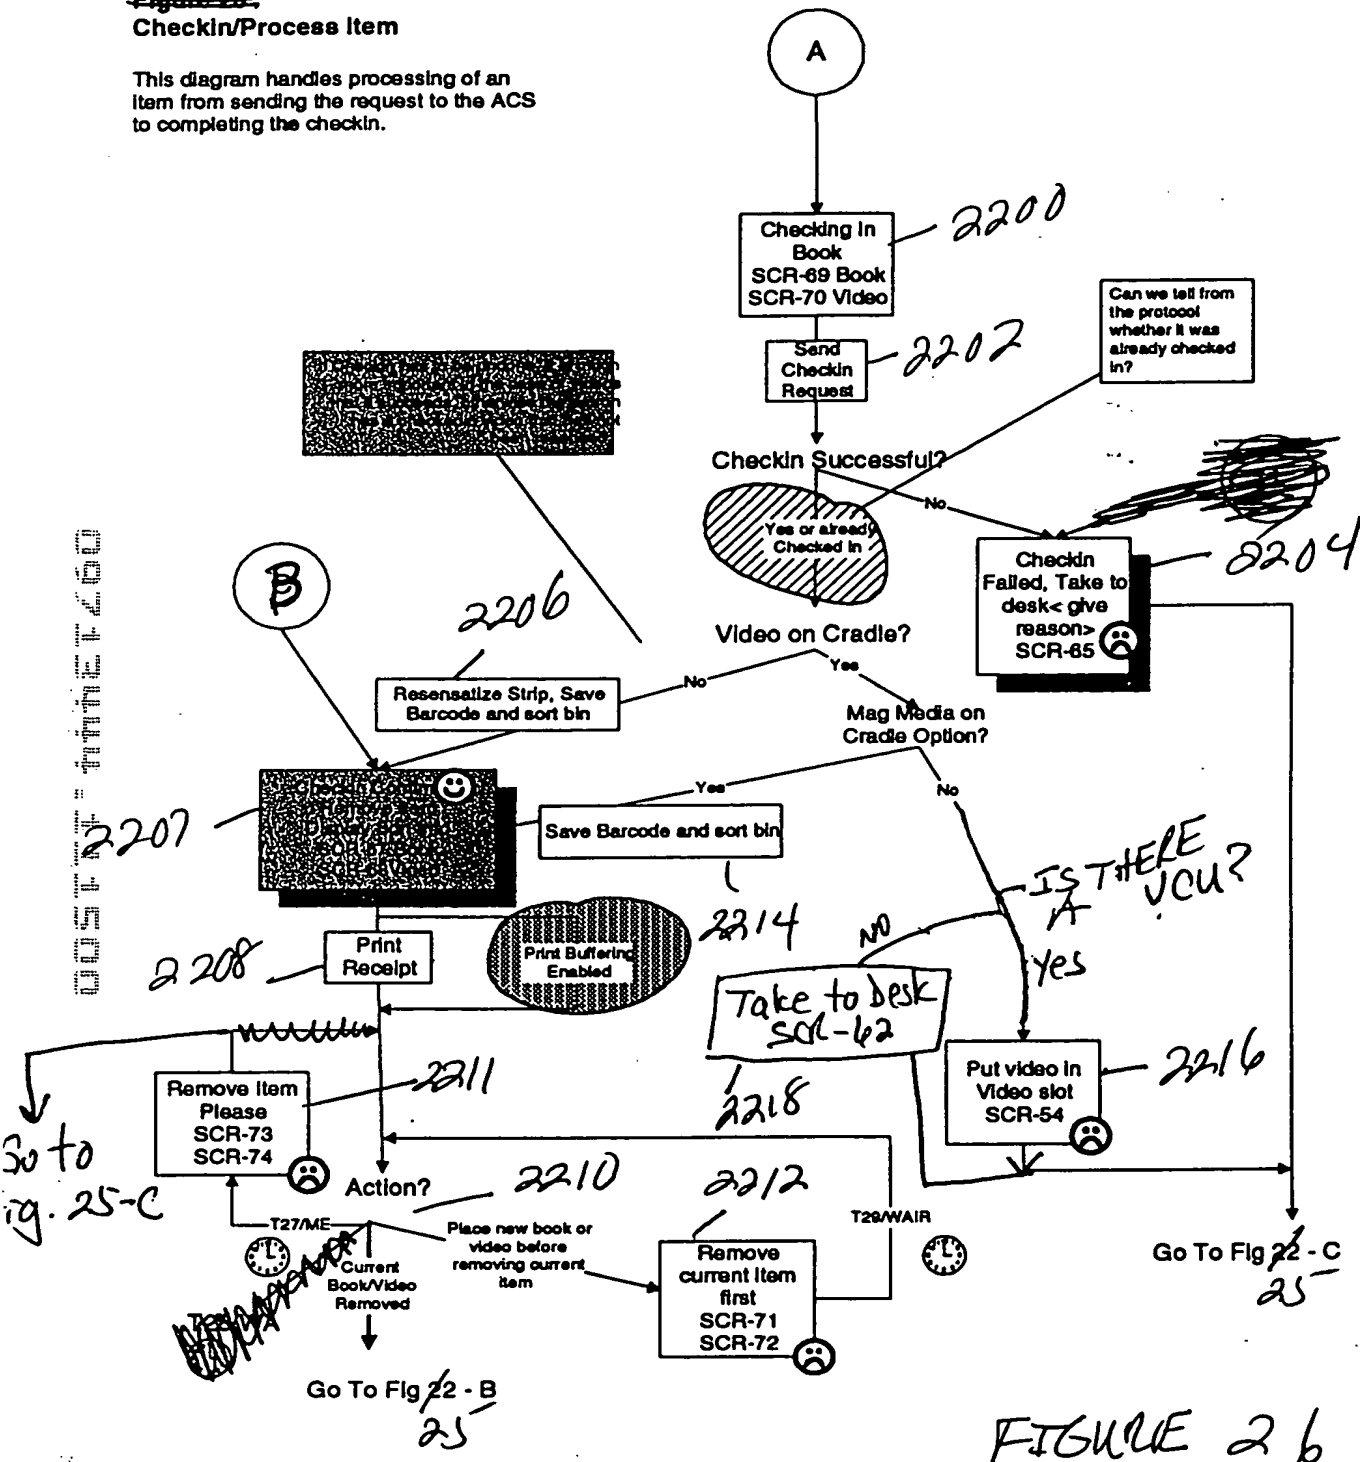 Figure 26.
Checkin/Process Item
This diagram handles processing of an
item from sending the request to the ACS
to completing the checkin.
A
Checking In
Book
SCR-69 Book
SCR-70 Video
2200
Send
Checkin
Request
2202
Can we tell from
the protocol
whether it was
already checked
in?
Checkin Successful?
No
Yes or already
Checked In
Checkin
Failed, Take to
desk< give
reason>
SCR-65
2204
B
2206
Video on Cradle?
No
Yes
Resensatize Strip, Save
Barcode and sort bin
Mag Media on
Cradle Option?
Yes
No
2207
Save Barcode and sort bin
2214
IS THERE
A VCU?
NO
Yes
Print
Receipt
2208
Print Buffering
Enabled
Take to Desk
SCR-62
2218
Put video in
Video slot
SCR-54
2216
Remove Item
Please
SCR-73
SCR-74
2211
Go to
ig. 25-C
Action?
2210
T27/ME
Current
Book/Video
Removed
Place new book or
video before
removing current
item
2212
Remove
current item
first
SCR-71
SCR-72
T29/WAIR
Go To Fig 22 - C
25
Go To Fig 22 - B
25
FIGURE 26